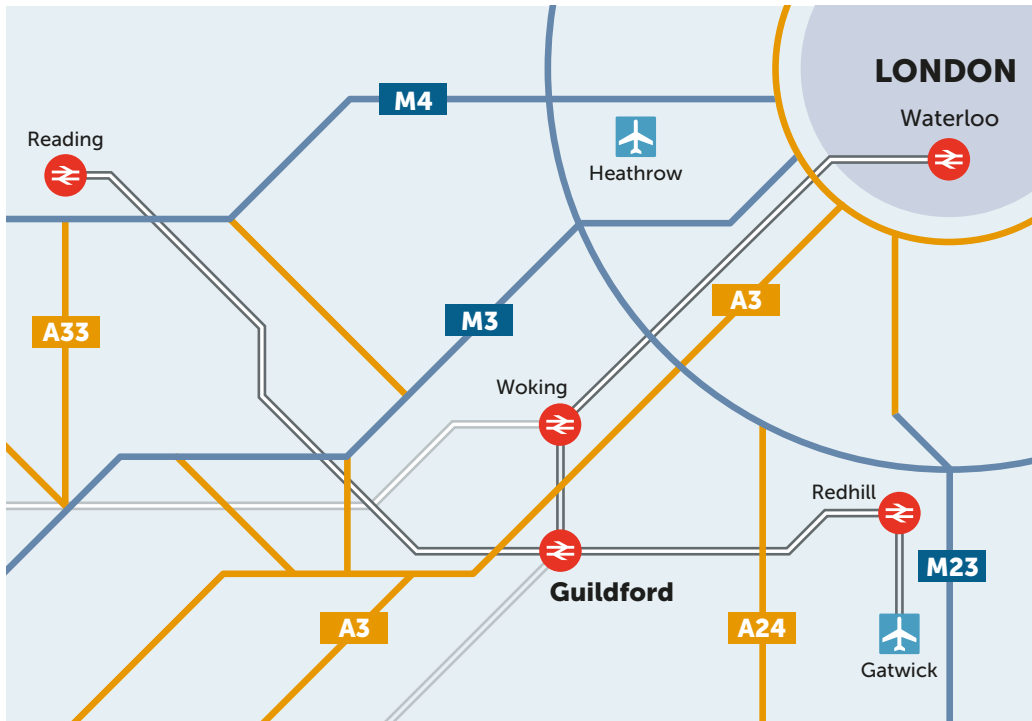 LONDON
M4
Waterloo
Reading
Heathrow
A3
M3
A33
Woking
Redhill
M23
Guildford
A3
A24
Gatwick